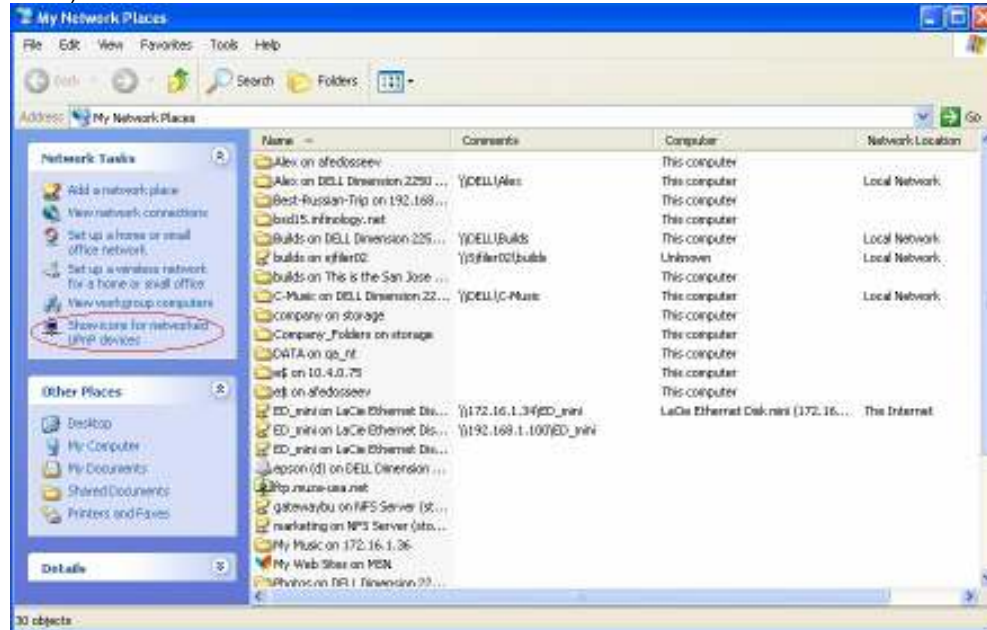 My Network Places
File Edit View Favorites Tools Help
Back Search Folders
Address My Network Places Go
Network Tasks
Add a network place
View network connections
Set up a home or small
office network
Set up a wireless network
for a home or small office
View workgroup computers
Show icons for networked
UPnP devices
Other Places
Desktop
My Computer
My Documents
Shared Documents
Printers and Faxes
Details
Name Comments Computer Network Location
Alex on afedosseev This computer
Alex on DELL Dimension 2250 ... \\DELL\Alex This computer Local Network
Best-Russian-Trip on 192.168... This computer
bsd15.infinology.net This computer
Builds on DELL Dimension 225... \\DELL\Builds This computer Local Network
builds on sjfiler02 \\Sjfiler02\builds Unknown Local Network
builds on This is the San Jose ... This computer
C-Music on DELL Dimension 22... \\DELL\C-Music This computer Local Network
company on storage This computer
Company_Folders on storage This computer
DATA on qa_nt This computer
e$ on 10.4.0.75 This computer
e$ on afedosseev This computer
ED_mini on LaCie Ethernet Dis... \\172.16.1.34\ED_mini LaCie Ethernet Disk mini (172.16... The Internet
ED_mini on LaCie Ethernet Dis... \\192.168.1.100\ED_mini
ED_mini on LaCie Ethernet Dis...
epson (d) on DELL Dimension ...
ftp.muze-usa.net
gatewaybu on NFS Server (st...
marketing on NFS Server (sto...
My Music on 172.16.1.36
My Web Sites on MSN
Photos on DELL Dimension 22...
30 objects